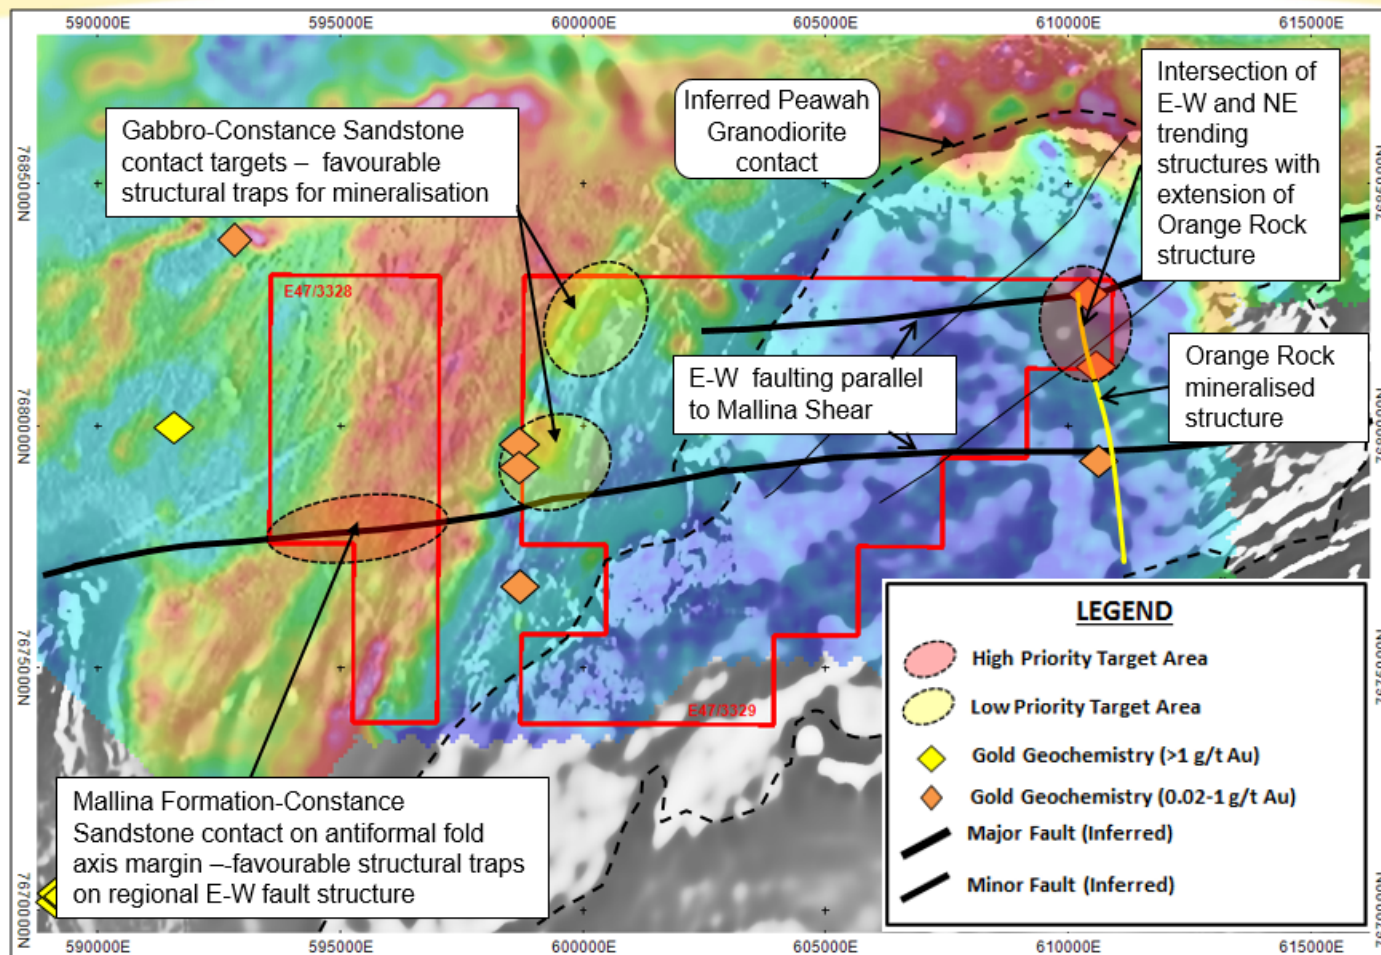 590000E 595000E 600000E 605000E 610000E 615000E
Gabbro-Constance Sandstone
contact targets – favourable
structural traps for mineralisation
Inferred Peawah
Granodiorite
contact
Intersection of
E-W and NE
trending
structures with
extension of
Orange Rock
structure
7685000N
E47/3328
E-W faulting parallel
to Mallina Shear
Orange Rock
mineralised
structure
7680000N
7675000N
E47/3329
Mallina Formation-Constance
Sandstone contact on antiformal fold
axis margin –-favourable structural traps
on regional E-W fault structure
7670000N
LEGEND
High Priority Target Area
Low Priority Target Area
Gold Geochemistry (>1 g/t Au)
Gold Geochemistry (0.02-1 g/t Au)
Major Fault (Inferred)
Minor Fault (Inferred)
590000E 595000E 600000E 605000E 610000E 615000E